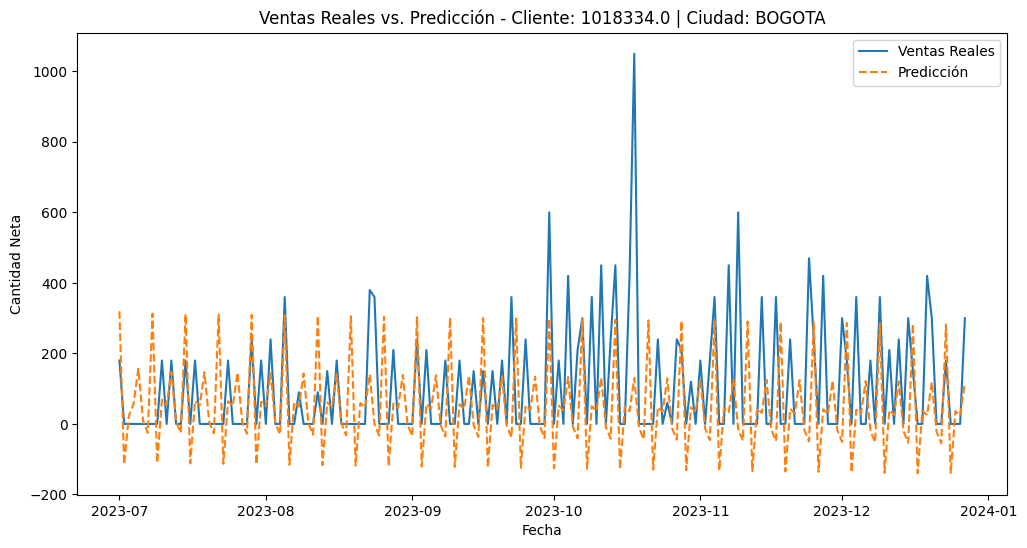 Ventas Reales vs. Predicción - Cliente: 1018334.0 | Ciudad: BOGOTA
Ventas Reales
Predicción
Cantidad Neta
1000
800
600
400
200
0
−200
2023-07
2023-08
2023-09
2023-10
2023-11
2023-12
2024-01
Fecha